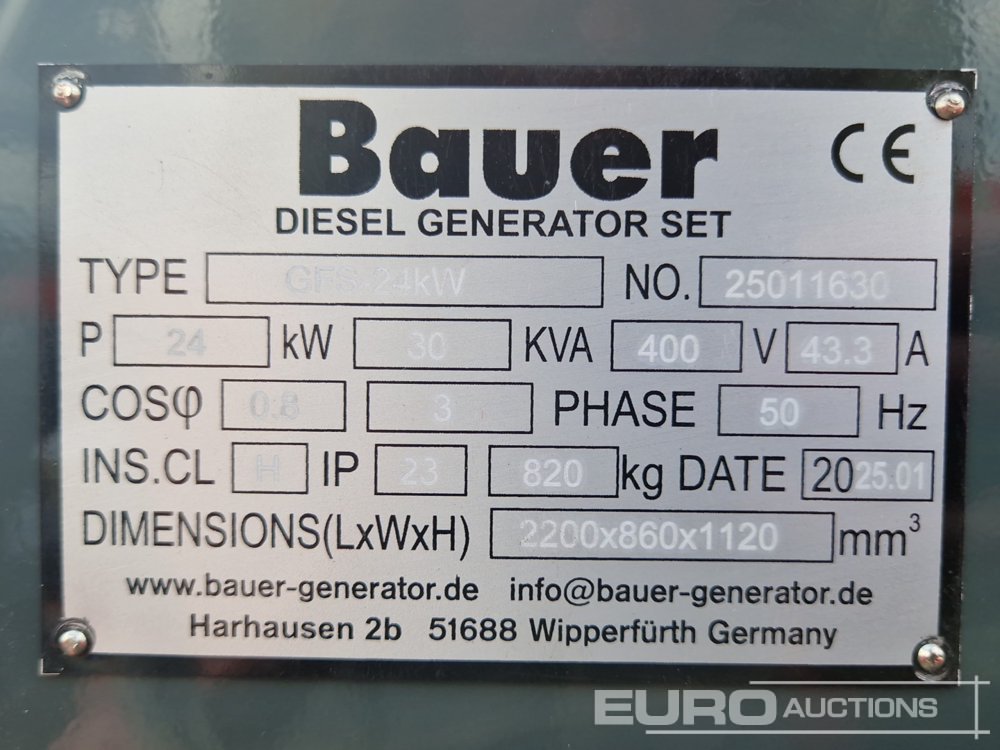 Bauer CE
DIESEL GENERATOR SET
TYPE GFS-24kW NO. 25011630
P 24 kW 30 KVA 400 V 43.3 A
COSφ 0.8 3 PHASE 50 Hz
INS.CL H IP 23 820 kg DATE 2025.01
DIMENSIONS(LxWxH) 2200x860x1120 mm³
www.bauer-generator.de info@bauer-generator.de
Harhausen 2b 51688 Wipperfürth Germany
EURO AUCTIONS